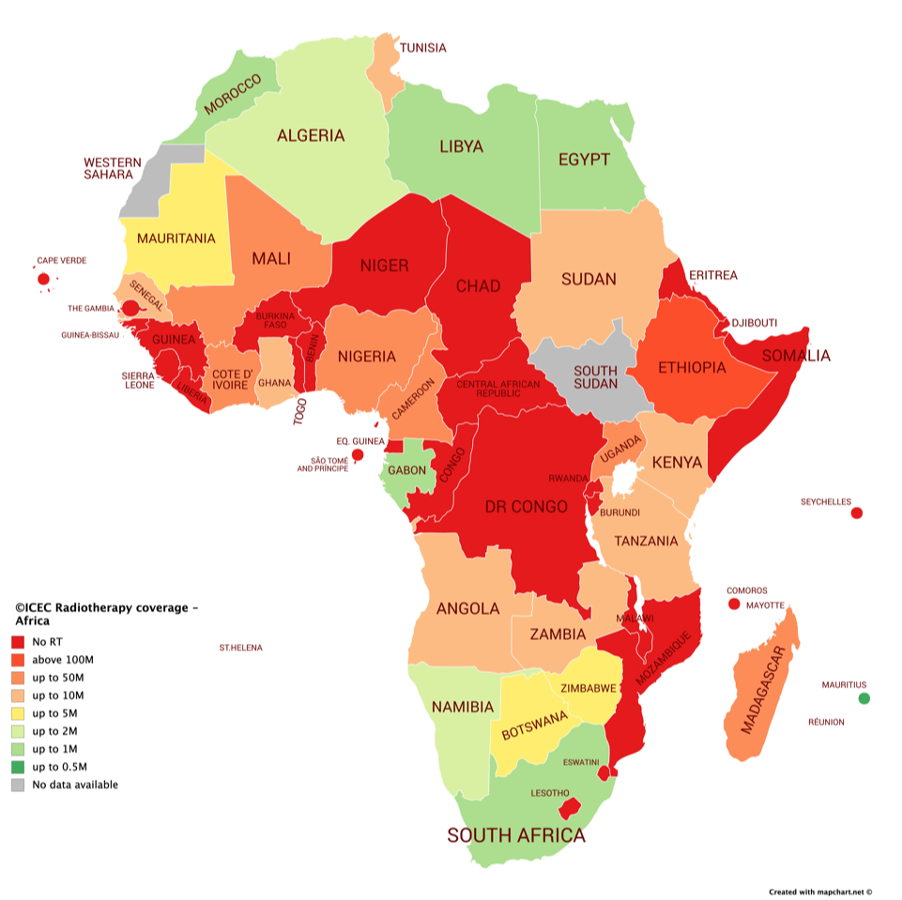 TUNISIA
MOROCCO
ALGERIA
LIBYA
EGYPT
WESTERN
SAHARA
MAURITANIA
CAPE VERDE
MALI
NIGER
CHAD
SUDAN
ERITREA
SENEGAL
THE GAMBIA
DJIBOUTI
BURKINA
FASO
GUINEA-BISSAU
GUINEA
BENIN
NIGERIA
SOMALIA
ETHIOPIA
SOUTH
SUDAN
SIERRA
LEONE
LIBERIA
COTE D'
IVOIRE
GHANA
TOGO
CAMEROON
CENTRAL AFRICAN
REPUBLIC
EQ. GUINEA
SÃO TOMÉ
AND PRÍNCIPE
GABON
CONGO
UGANDA
KENYA
RWANDA
DR CONGO
BURUNDI
SEYCHELLES
TANZANIA
COMOROS
MAYOTTE
ANGOLA
ZAMBIA
MALAWI
MOZAMBIQUE
ST.HELENA
MADAGASCAR
MAURITIUS
RÉUNION
NAMIBIA
ZIMBABWE
BOTSWANA
ESWATINI
LESOTHO
SOUTH AFRICA
©ICEC Radiotherapy coverage –
Africa
No RT
above 100M
up to 50M
up to 10M
up to 5M
up to 2M
up to 1M
up to 0.5M
No data available
Created with mapchart.net ©